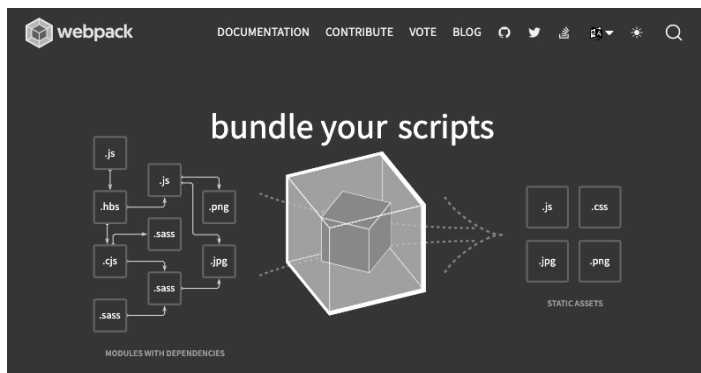 webpack
DOCUMENTATION CONTRIBUTE VOTE BLOG
bundle your scripts
.js
.js
.hbs
.png
.sass
.cjs
.jpg
.sass
.sass
MODULES WITH DEPENDENCIES
.js .css
.jpg .png
STATIC ASSETS